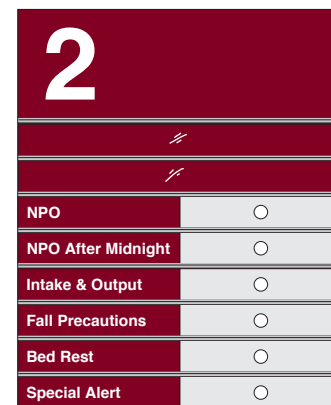 2
NPO
NPO After Midnight
Intake & Output
Fall Precautions
Bed Rest
Special Alert